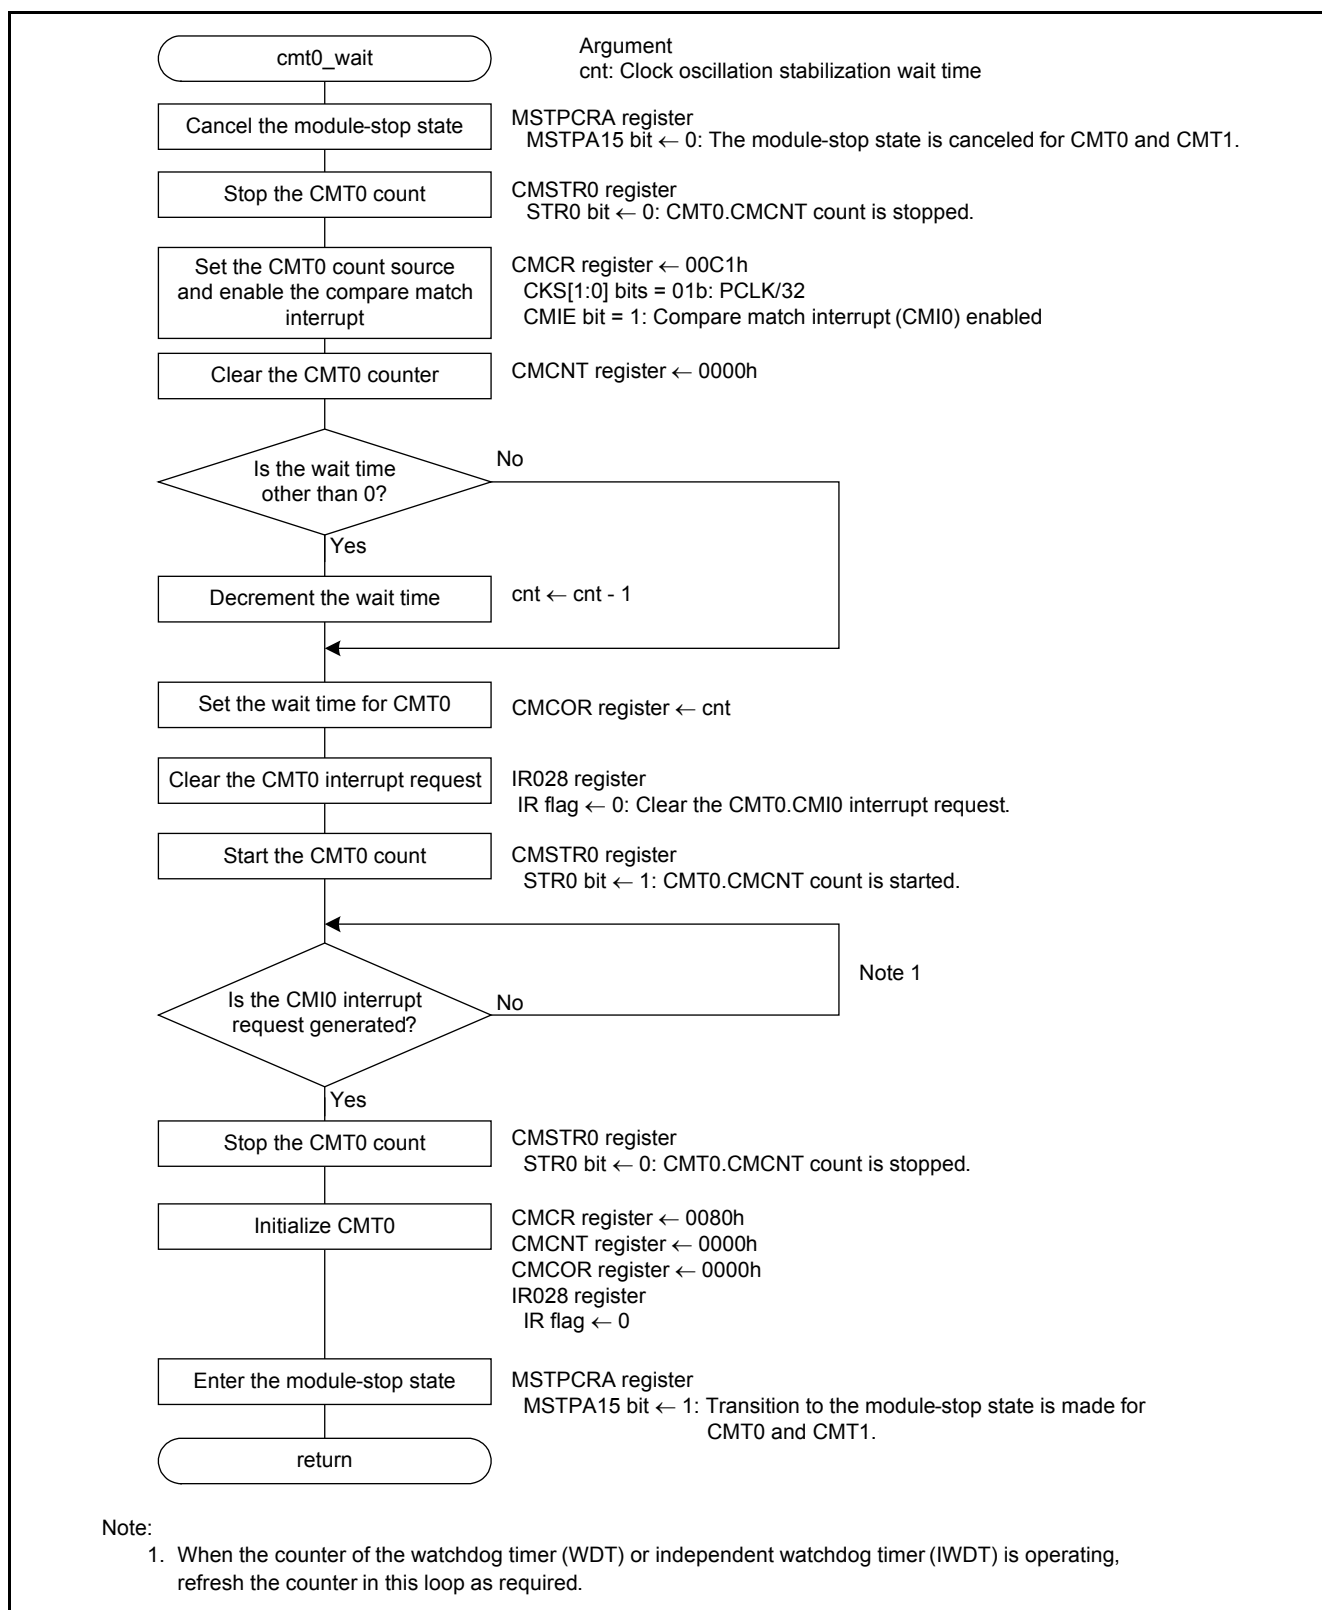 cmt0_wait
Argument
cnt: Clock oscillation stabilization wait time
Cancel the module-stop state
MSTPCRA register
MSTPA15 bit ← 0: The module-stop state is canceled for CMT0 and CMT1.
Stop the CMT0 count
CMSTR0 register
STR0 bit ← 0: CMT0.CMCNT count is stopped.
Set the CMT0 count source
and enable the compare match
interrupt
CMCR register ← 00C1h
CKS[1:0] bits = 01b: PCLK/32
CMIE bit = 1: Compare match interrupt (CMI0) enabled
Clear the CMT0 counter
CMCNT register ← 0000h
Is the wait time
other than 0?
No
Yes
Decrement the wait time
cnt ← cnt - 1
Set the wait time for CMT0
CMCOR register ← cnt
Clear the CMT0 interrupt request
IR028 register
IR flag ← 0: Clear the CMT0.CMI0 interrupt request.
Start the CMT0 count
CMSTR0 register
STR0 bit ← 1: CMT0.CMCNT count is started.
Note 1
Is the CMI0 interrupt
request generated?
No
Yes
Stop the CMT0 count
CMSTR0 register
STR0 bit ← 0: CMT0.CMCNT count is stopped.
Initialize CMT0
CMCR register ← 0080h
CMCNT register ← 0000h
CMCOR register ← 0000h
IR028 register
IR flag ← 0
Enter the module-stop state
MSTPCRA register
MSTPA15 bit ← 1: Transition to the module-stop state is made for
CMT0 and CMT1.
return
Note:
1. When the counter of the watchdog timer (WDT) or independent watchdog timer (IWDT) is operating,
refresh the counter in this loop as required.